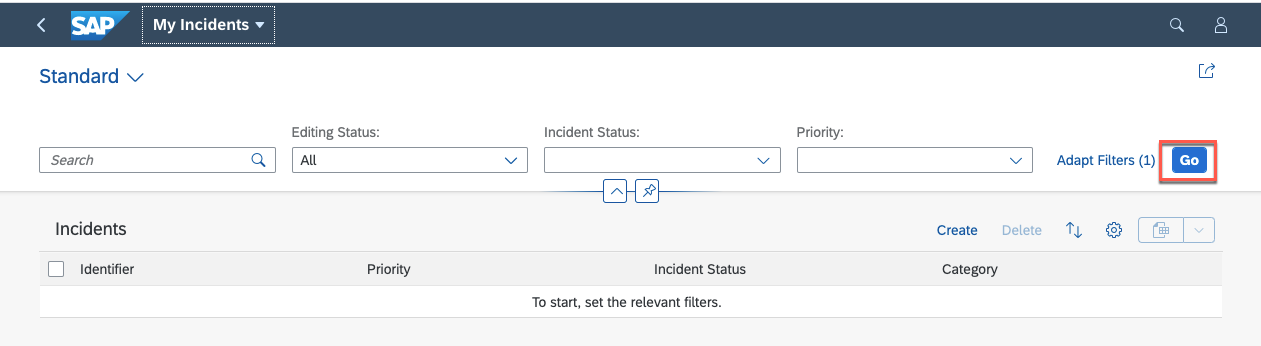 SAP My Incidents
Standard
Editing Status: Incident Status: Priority:
Search All Adapt Filters (1) Go
Incidents Create Delete
Identifier Priority Incident Status Category
To start, set the relevant filters.